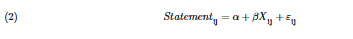 (2) Statement_ij = α + βX_ij + ε_ij